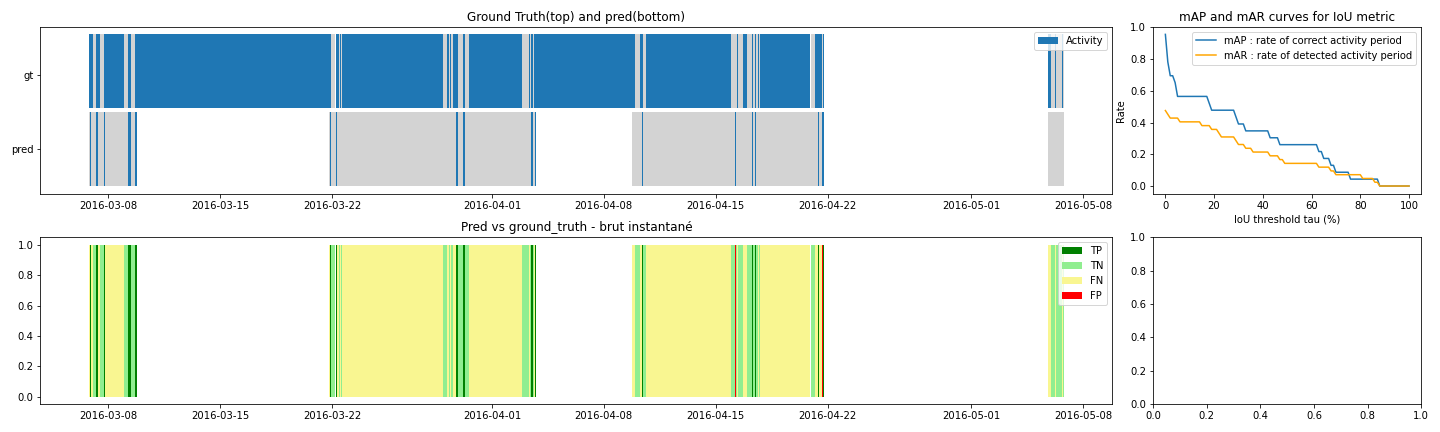 Ground Truth(top) and pred(bottom)
Activity
gt
pred
2016-03-08 2016-03-15 2016-03-22 2016-04-01 2016-04-08 2016-04-15 2016-04-22 2016-05-01 2016-05-08
mAP and mAR curves for IoU metric
mAP : rate of correct activity period
mAR : rate of detected activity period
Rate
1.0
0.8
0.6
0.4
0.2
0.0
0 20 40 60 80 100
IoU threshold tau (%)
Pred vs ground_truth - brut instantané
TP
TN
FN
FP
1.0
0.8
0.6
0.4
0.2
0.0
2016-03-08 2016-03-15 2016-03-22 2016-04-01 2016-04-08 2016-04-15 2016-04-22 2016-05-01 2016-05-08
1.0
0.8
0.6
0.4
0.2
0.0
0.0 0.2 0.4 0.6 0.8 1.0